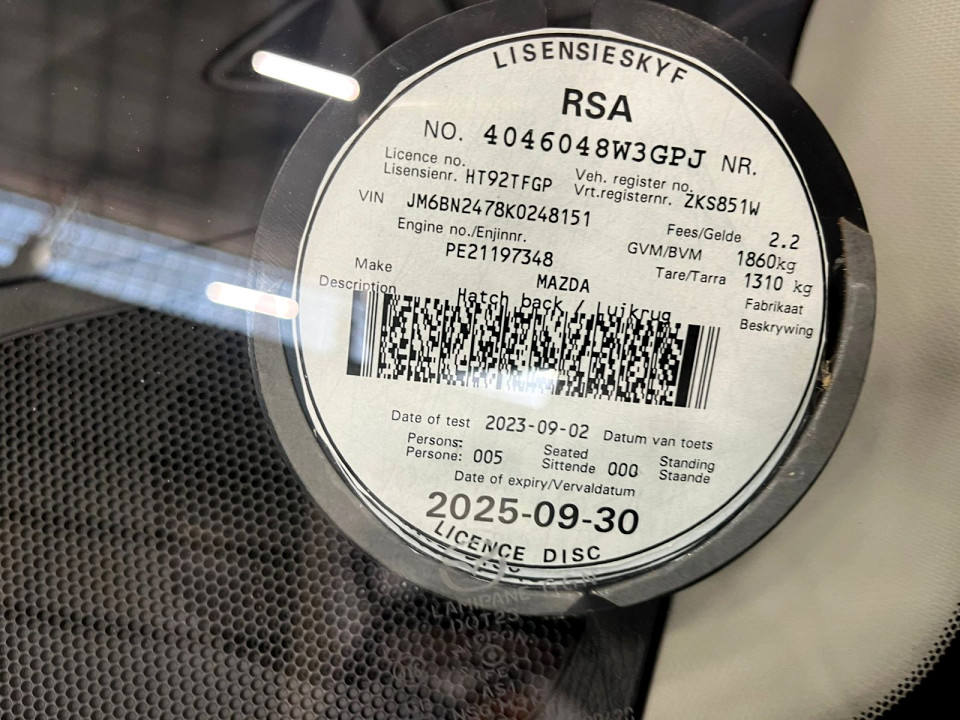 LISENSIESKYF
RSA
NO. 4046048W3GPJ NR.
Licence no. Veh. register no.
Lisensienr. HT92TFGP Vrt.registernr. ZKS851W
VIN JM6BN2478K0248151 Fees/Gelde 2.2
Engine no./Enjinnr. GVM/BVM 1860kg
PE21197348 Tare/Tarra 1310 kg
Make MAZDA Fabrikaat
Description Hatch back / Luikrug Beskrywing
Date of test 2023-09-02 Datum van toets
Persons: Seated Standing
Persone: 005 Sittende 000 Staande
Date of expiry/Vervaldatum
2025-09-30
LICENCE DISC
LAMIPANE